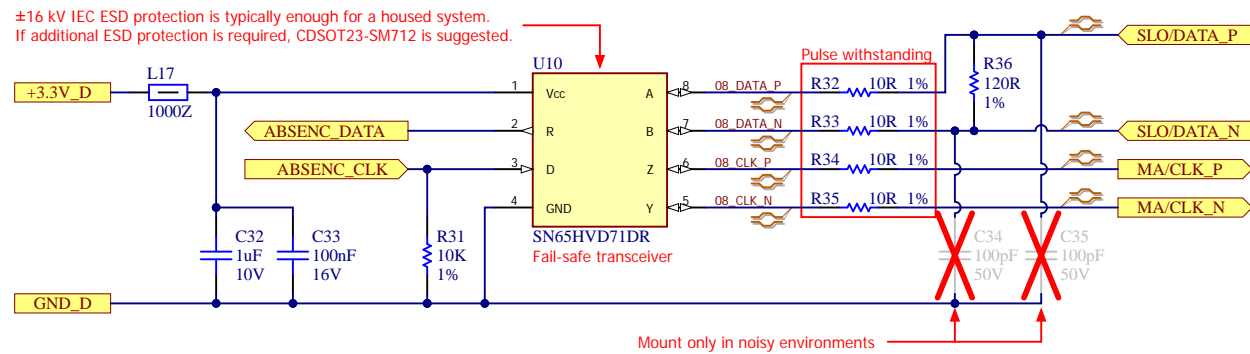 ±16 kV IEC ESD protection is typically enough for a housed system.
If additional ESD protection is required, CDSOT23-SM712 is suggested.
L17
+3.3V_D
1000Z
ABSENC_DATA
ABSENC_CLK
U10
1 Vcc A 8
2 R B 7
3 D Z 6
4 GND Y 5
SN65HVD71DR
Fail-safe transceiver
08_DATA_P
08_DATA_N
08_CLK_P
08_CLK_N
Pulse withstanding
R32 10R 1%
R33 10R 1%
R34 10R 1%
R35 10R 1%
R36
120R
1%
SLO/DATA_P
SLO/DATA_N
MA/CLK_P
MA/CLK_N
C32
1uF
10V
C33
100nF
16V
R31
10K
1%
C34
100pF
50V
C35
100pF
50V
GND_D
Mount only in noisy environments